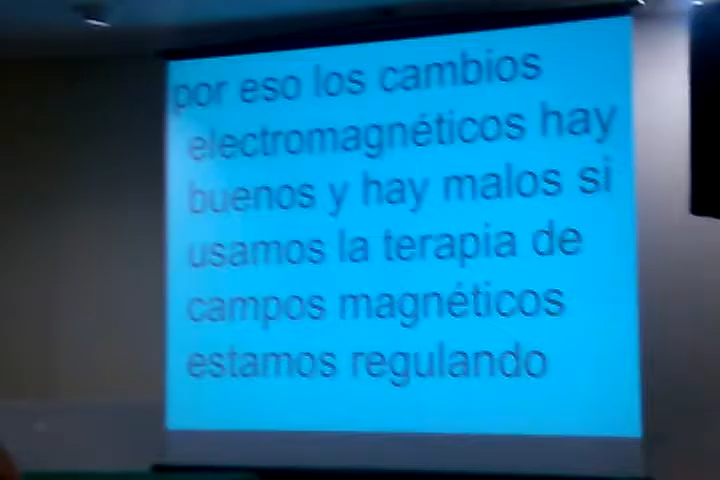 por eso los cambios
electromagnéticos hay
buenos y hay malos si
usamos la terapia de
campos magnéticos
estamos regulando